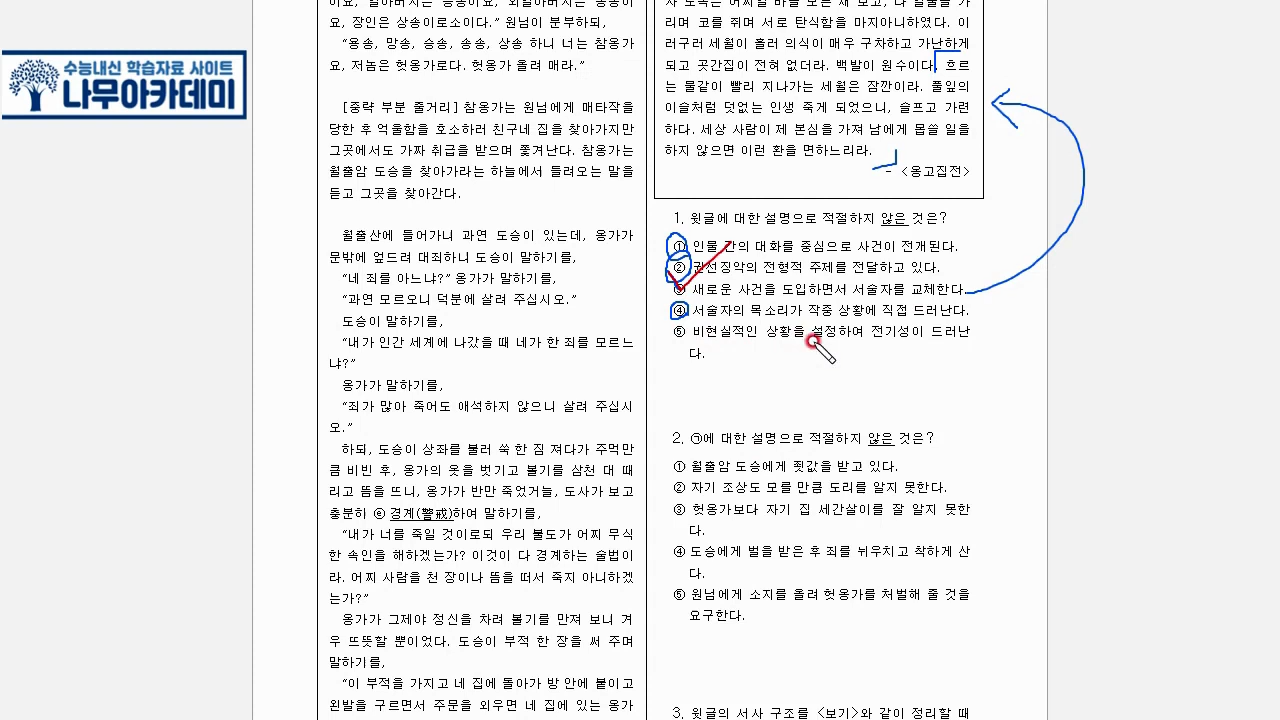 이요, 할아버지는 능송이요, 외할아버지는 송송이
요, 장인은 상송이로소이다.” 원님이 분부하되,
“옹송, 망송, 승송, 송송, 상송 하니 너는 참옹가
요, 저놈은 헛옹가로다. 헛옹가 올려 매라.”
[중략 부분 줄거리] 참옹가는 원님에게 매타작을
당한 후 억울함을 호소하러 친구네 집을 찾아가지만
그곳에서도 가짜 취급을 받으며 쫓겨난다. 참옹가는
월출암 도승을 찾아가라는 하늘에서 들려오는 말을
듣고 그곳을 찾아간다.
월출산에 들어가니 과연 도승이 있는데, 옹가가
문밖에 엎드려 대죄하니 도승이 말하기를,
“네 죄를 아느냐?” 옹가가 말하기를,
“과연 모르오니 덕분에 살려 주십시오.”
도승이 말하기를,
“내가 인간 세계에 나갔을 때 네가 한 죄를 모르느
냐?”
옹가가 말하기를,
“죄가 많아 죽어도 애석하지 않으니 살려 주십시
오.”
하되, 도승이 상좌를 불러 쑥 한 짐 져다가 주먹만
큼 비빈 후, 옹가의 옷을 벗기고 볼기를 삼천 대 때
리고 뜸을 뜨니, 옹가가 반만 죽었거늘, 도사가 보고
충분히 ⓔ 경계(警戒)하여 말하기를,
“내가 너를 죽일 것이로되 우리 불도가 어찌 무식
한 속인을 해하겠는가? 이것이 다 경계하는 술법이
라. 어찌 사람을 천 장이나 뜸을 떠서 죽지 아니하겠
는가?”
옹가가 그제야 정신을 차려 볼기를 만져 보니 겨
우 뜨뜻할 뿐이었다. 도승이 부적 한 장을 써 주며
말하기를,
“이 부적을 가지고 네 집에 돌아가 방 안에 붙이고
왼발을 구르면서 주문을 외우면 네 집에 있는 옹가
리며 코를 쥐며 서로 탄식함을 마지아니하였다. 이
러구러 세월이 흘러 의식이 매우 구차하고 가난하게
되고 곳간집이 전혀 없더라. 백발이 원수이다. 흐르
는 물같이 빨리 지나가는 세월은 잠깐이라. 풀잎의
이슬처럼 덧없는 인생 죽게 되었으니, 슬프고 가련
하다. 세상 사람이 제 본심을 가져 남에게 몹쓸 일을
하지 않으면 이런 환을 면하느리라.
- <옹고집전>
1. 윗글에 대한 설명으로 적절하지 않은 것은?
① 인물 간의 대화를 중심으로 사건이 전개된다.
② 권선징악의 전형적 주제를 전달하고 있다.
③ 새로운 사건을 도입하면서 서술자를 교체한다.
④ 서술자의 목소리가 작중 상황에 직접 드러난다.
⑤ 비현실적인 상황을 설정하여 전기성이 드러난
다.
2. ㉠에 대한 설명으로 적절하지 않은 것은?
① 월출암 도승에게 죗값을 받고 있다.
② 자기 조상도 모를 만큼 도리를 알지 못한다.
③ 헛옹가보다 자기 집 세간살이를 잘 알지 못한
다.
④ 도승에게 벌을 받은 후 죄를 뉘우치고 착하게 산
다.
⑤ 원님에게 소지를 올려 헛옹가를 처벌해 줄 것을
요구한다.
3. 윗글의 서사 구조를 <보기>와 같이 정리할 때
수능내신 학습자료 사이트
나무아카데미